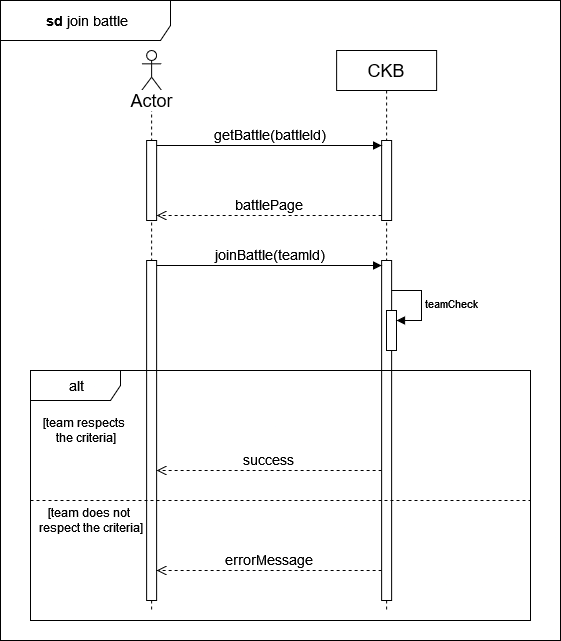 sd join battle
Actor
CKB
getBattle(battleId)
battlePage
joinBattle(teamId)
teamCheck
alt
[team respects
the criteria]
success
[team does not
respect the criteria]
errorMessage